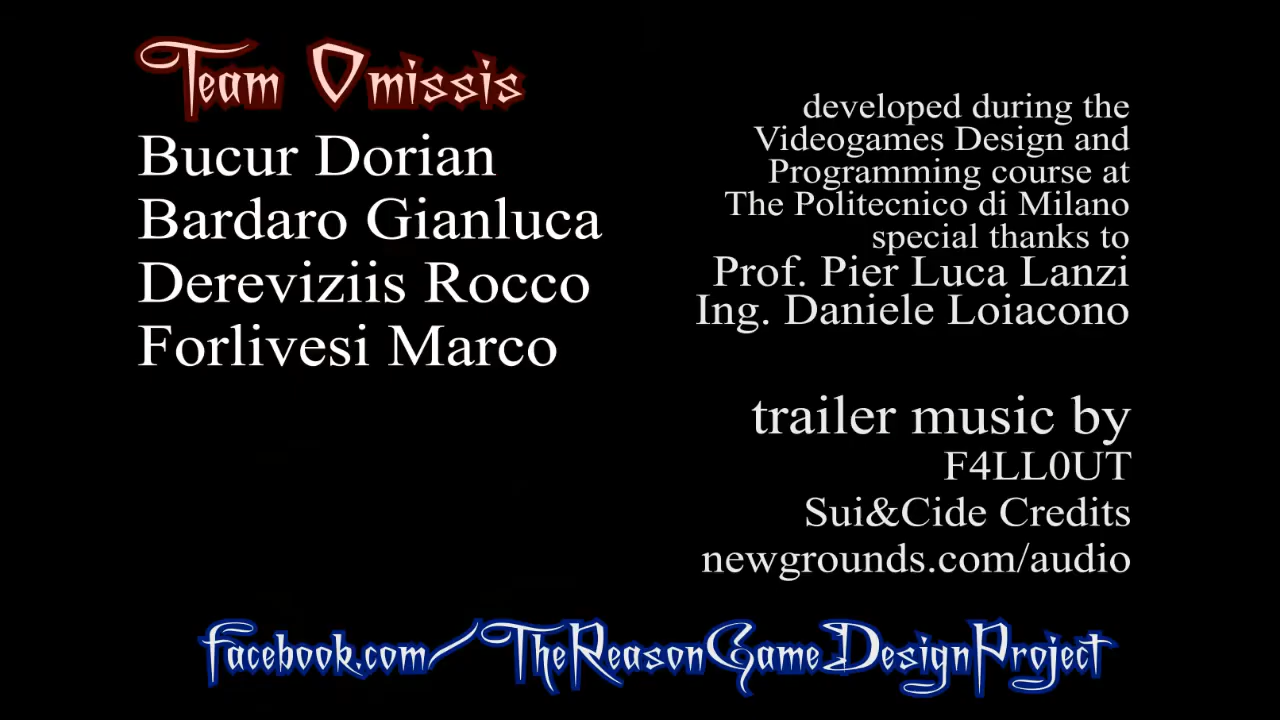 Team Omissis
Bucur Dorian
Bardaro Gianluca
Dereviziis Rocco
Forlivesi Marco
developed during the
Videogames Design and
Programming course at
The Politecnico di Milano
special thanks to
Prof. Pier Luca Lanzi
Ing. Daniele Loiacono
trailer music by
F4LL0UT
Sui&Cide Credits
newgrounds.com/audio
facebook.com/TheReasonGameDesignProject